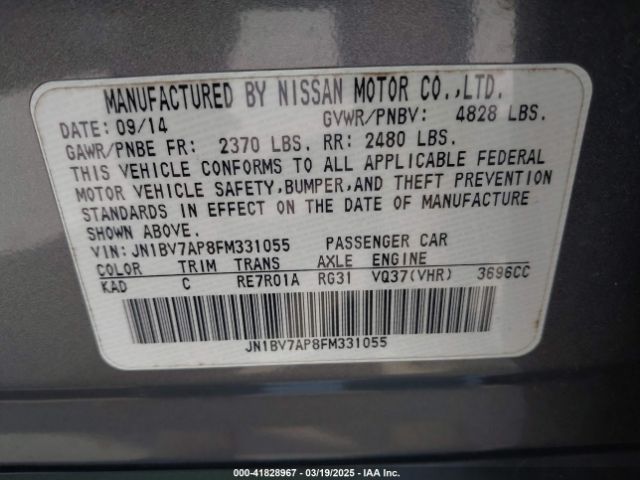 MANUFACTURED BY NISSAN MOTOR CO.,LTD.
DATE: 09/14 GVWR/PNBV: 4828 LBS.
GAWR/PNBE FR: 2370 LBS. RR: 2480 LBS.
THIS VEHICLE CONFORMS TO ALL APPLICABLE FEDERAL
MOTOR VEHICLE SAFETY,BUMPER,AND THEFT PREVENTION
STANDARDS IN EFFECT ON THE DATE OF MANUFACTURE
SHOWN ABOVE.
VIN: JN1BV7AP8FM331055 PASSENGER CAR
COLOR TRIM TRANS AXLE ENGINE
KAD C RE7R01A RG31 VQ37(VHR) 3696CC
JN1BV7AP8FM331055
000-41828967 - 03/19/2025 - IAA, Inc.